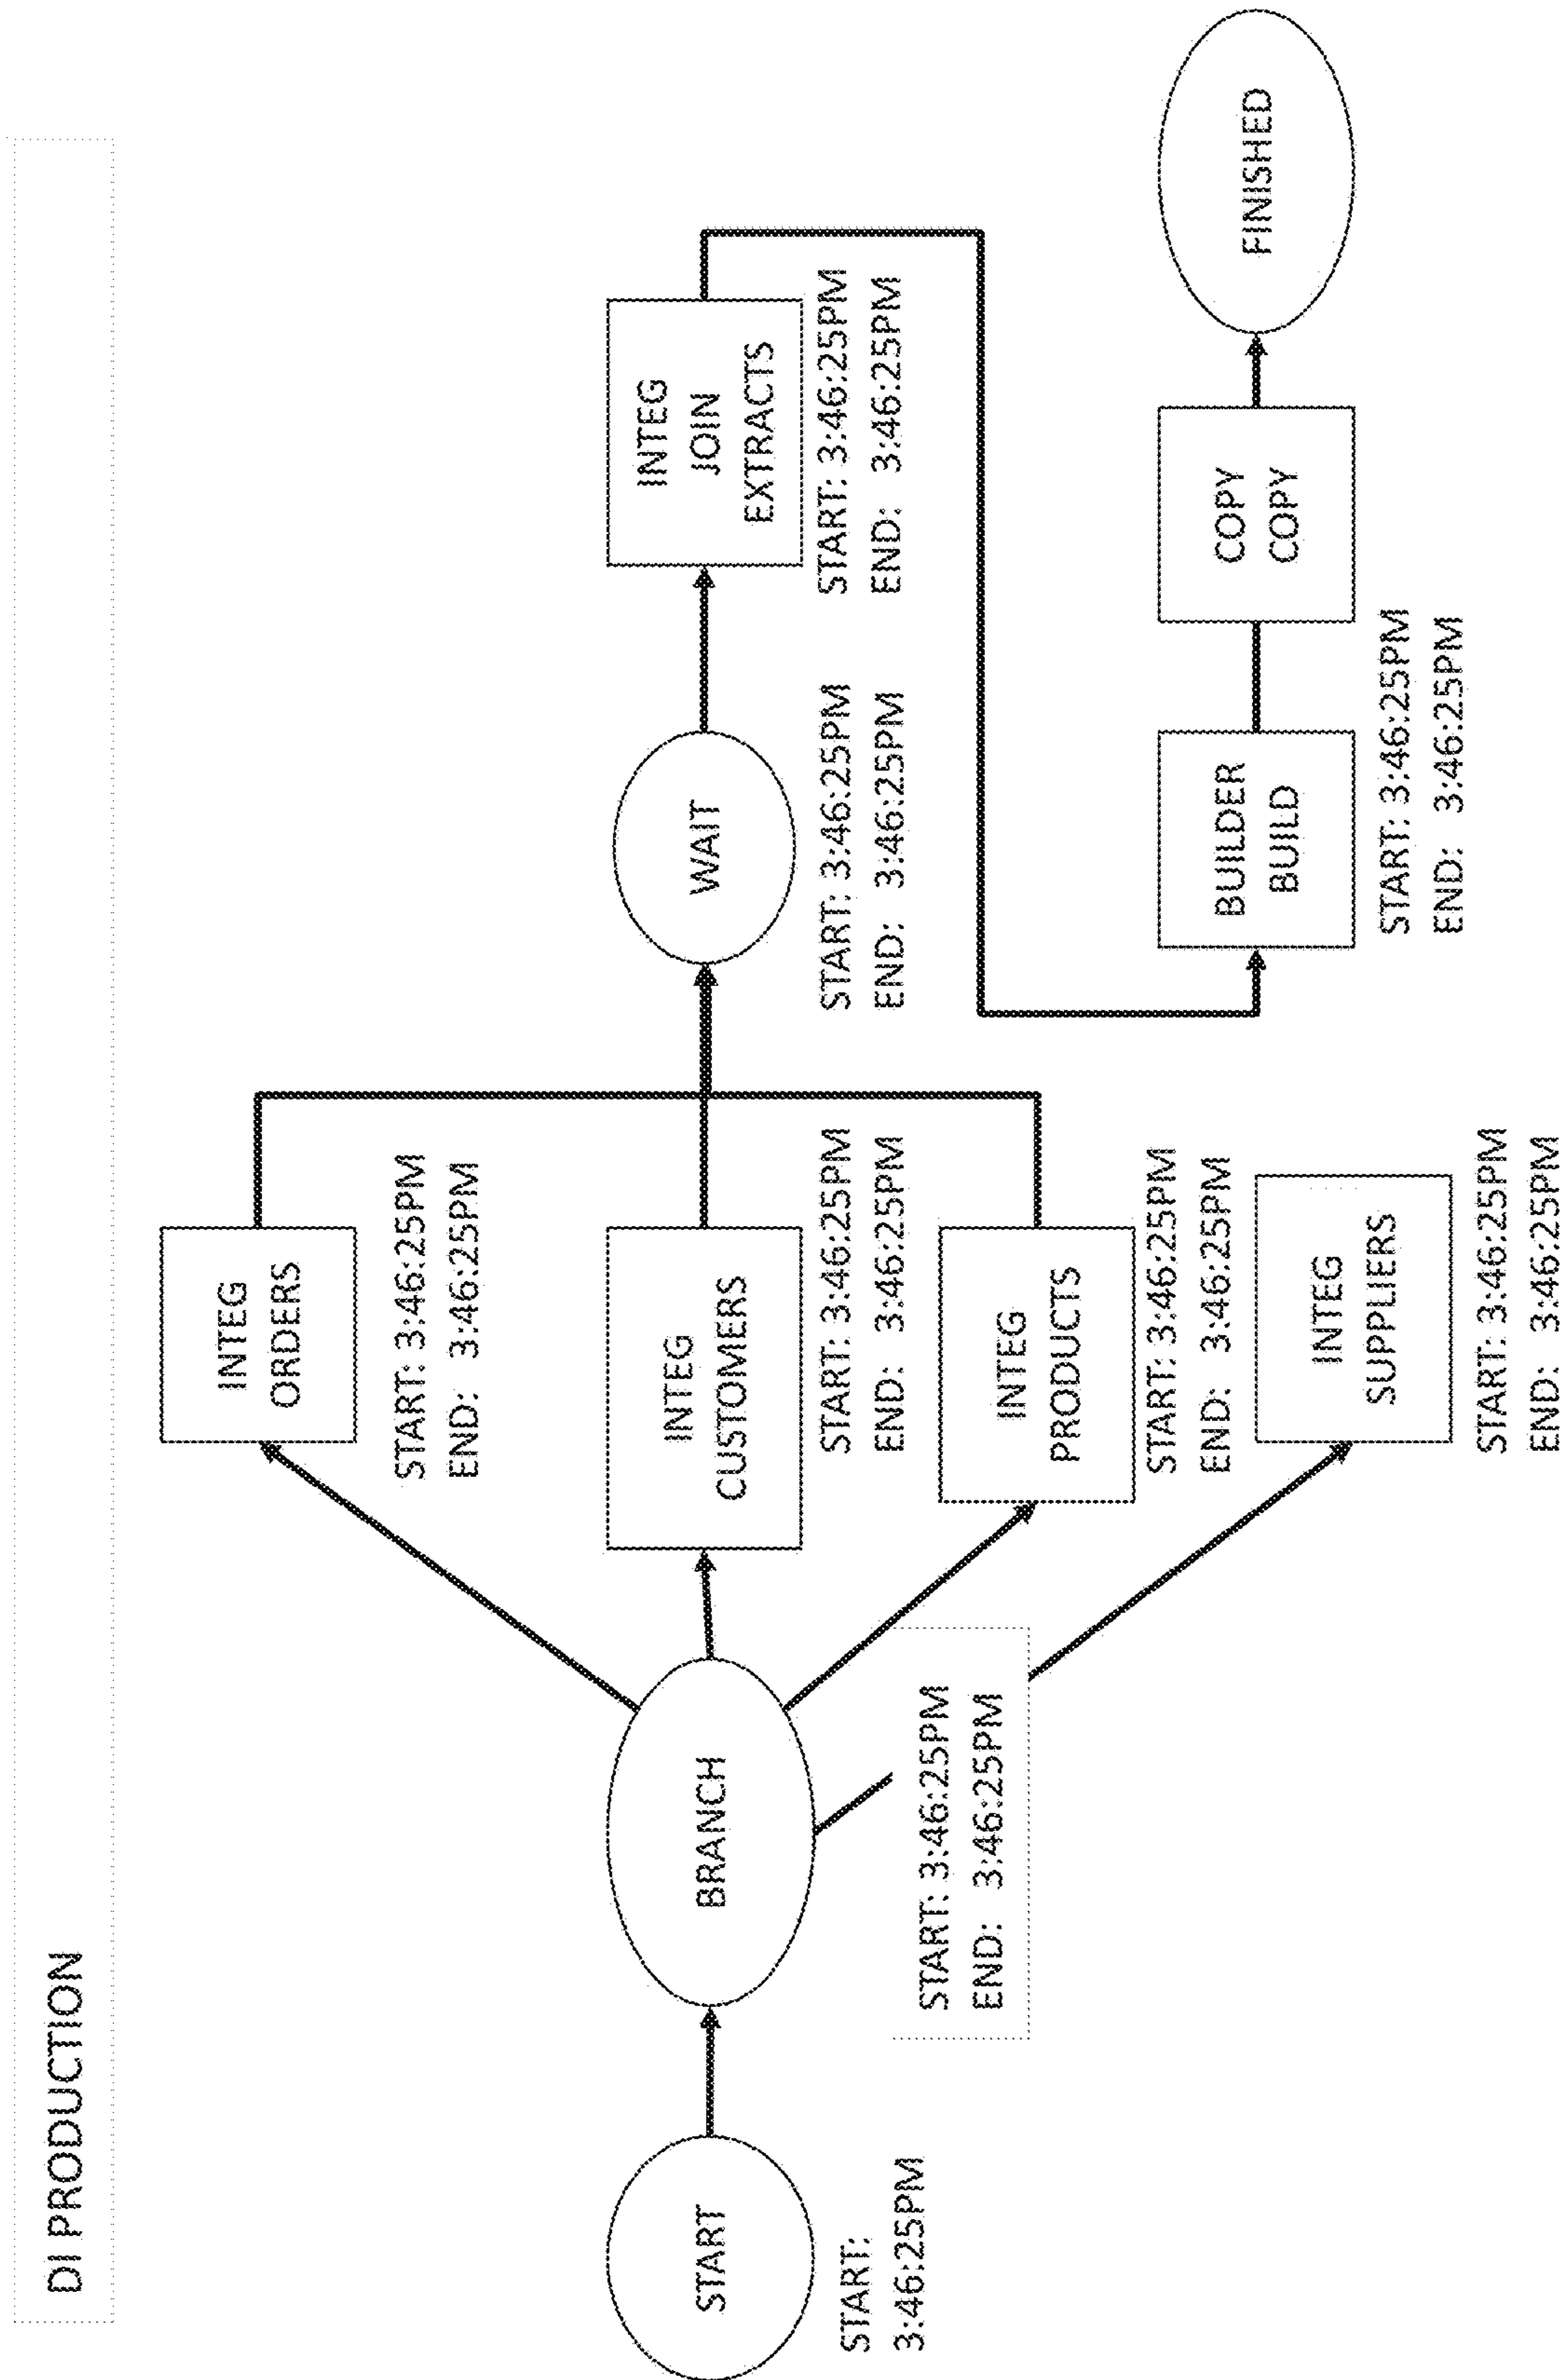 DI PRODUCTION
START
START:
3:46:25PM
BRANCH
START: 3:46:25PM
END: 3:46:25PM
INTEG
ORDERS
START: 3:46:25PM
END: 3:46:25PM
INTEG
CUSTOMERS
START: 3:46:25PM
END: 3:46:25PM
INTEG
PRODUCTS
START: 3:46:25PM
END: 3:46:25PM
INTEG
SUPPLIERS
START: 3:46:25PM
END: 3:46:25PM
WAIT
START: 3:46:25PM
END: 3:46:25PM
INTEG
JOIN
EXTRACTS
START: 3:46:25PM
END: 3:46:25PM
BUILDER
BUILD
START: 3:46:25PM
END: 3:46:25PM
COPY
COPY
FINISHED